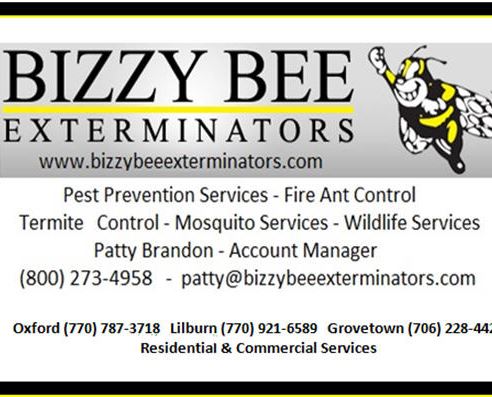 BIZZY BEE
EXTERMINATORS
www.bizzybeeexterminators.com
Pest Prevention Services - Fire Ant Control
Termite Control - Mosquito Services - Wildlife Services
Patty Brandon - Account Manager
(800) 273-4958 - patty@bizzybeeexterminators.com
Oxford (770) 787-3718 Lilburn (770) 921-6589 Grovetown (706) 228-442
Residential & Commercial Services